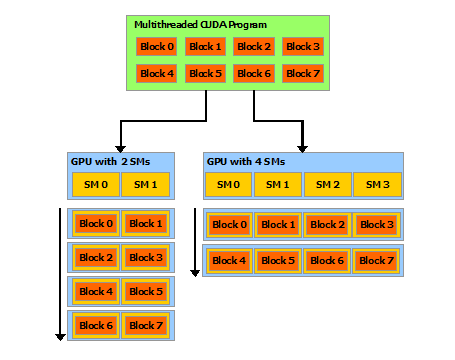 Multithreaded CUDA Program
Block 0 Block 1 Block 2 Block 3
Block 4 Block 5 Block 6 Block 7
GPU with 2 SMs
SM 0 SM 1
Block 0 Block 1
Block 2 Block 3
Block 4 Block 5
Block 6 Block 7
GPU with 4 SMs
SM 0 SM 1 SM 2 SM 3
Block 0 Block 1 Block 2 Block 3
Block 4 Block 5 Block 6 Block 7